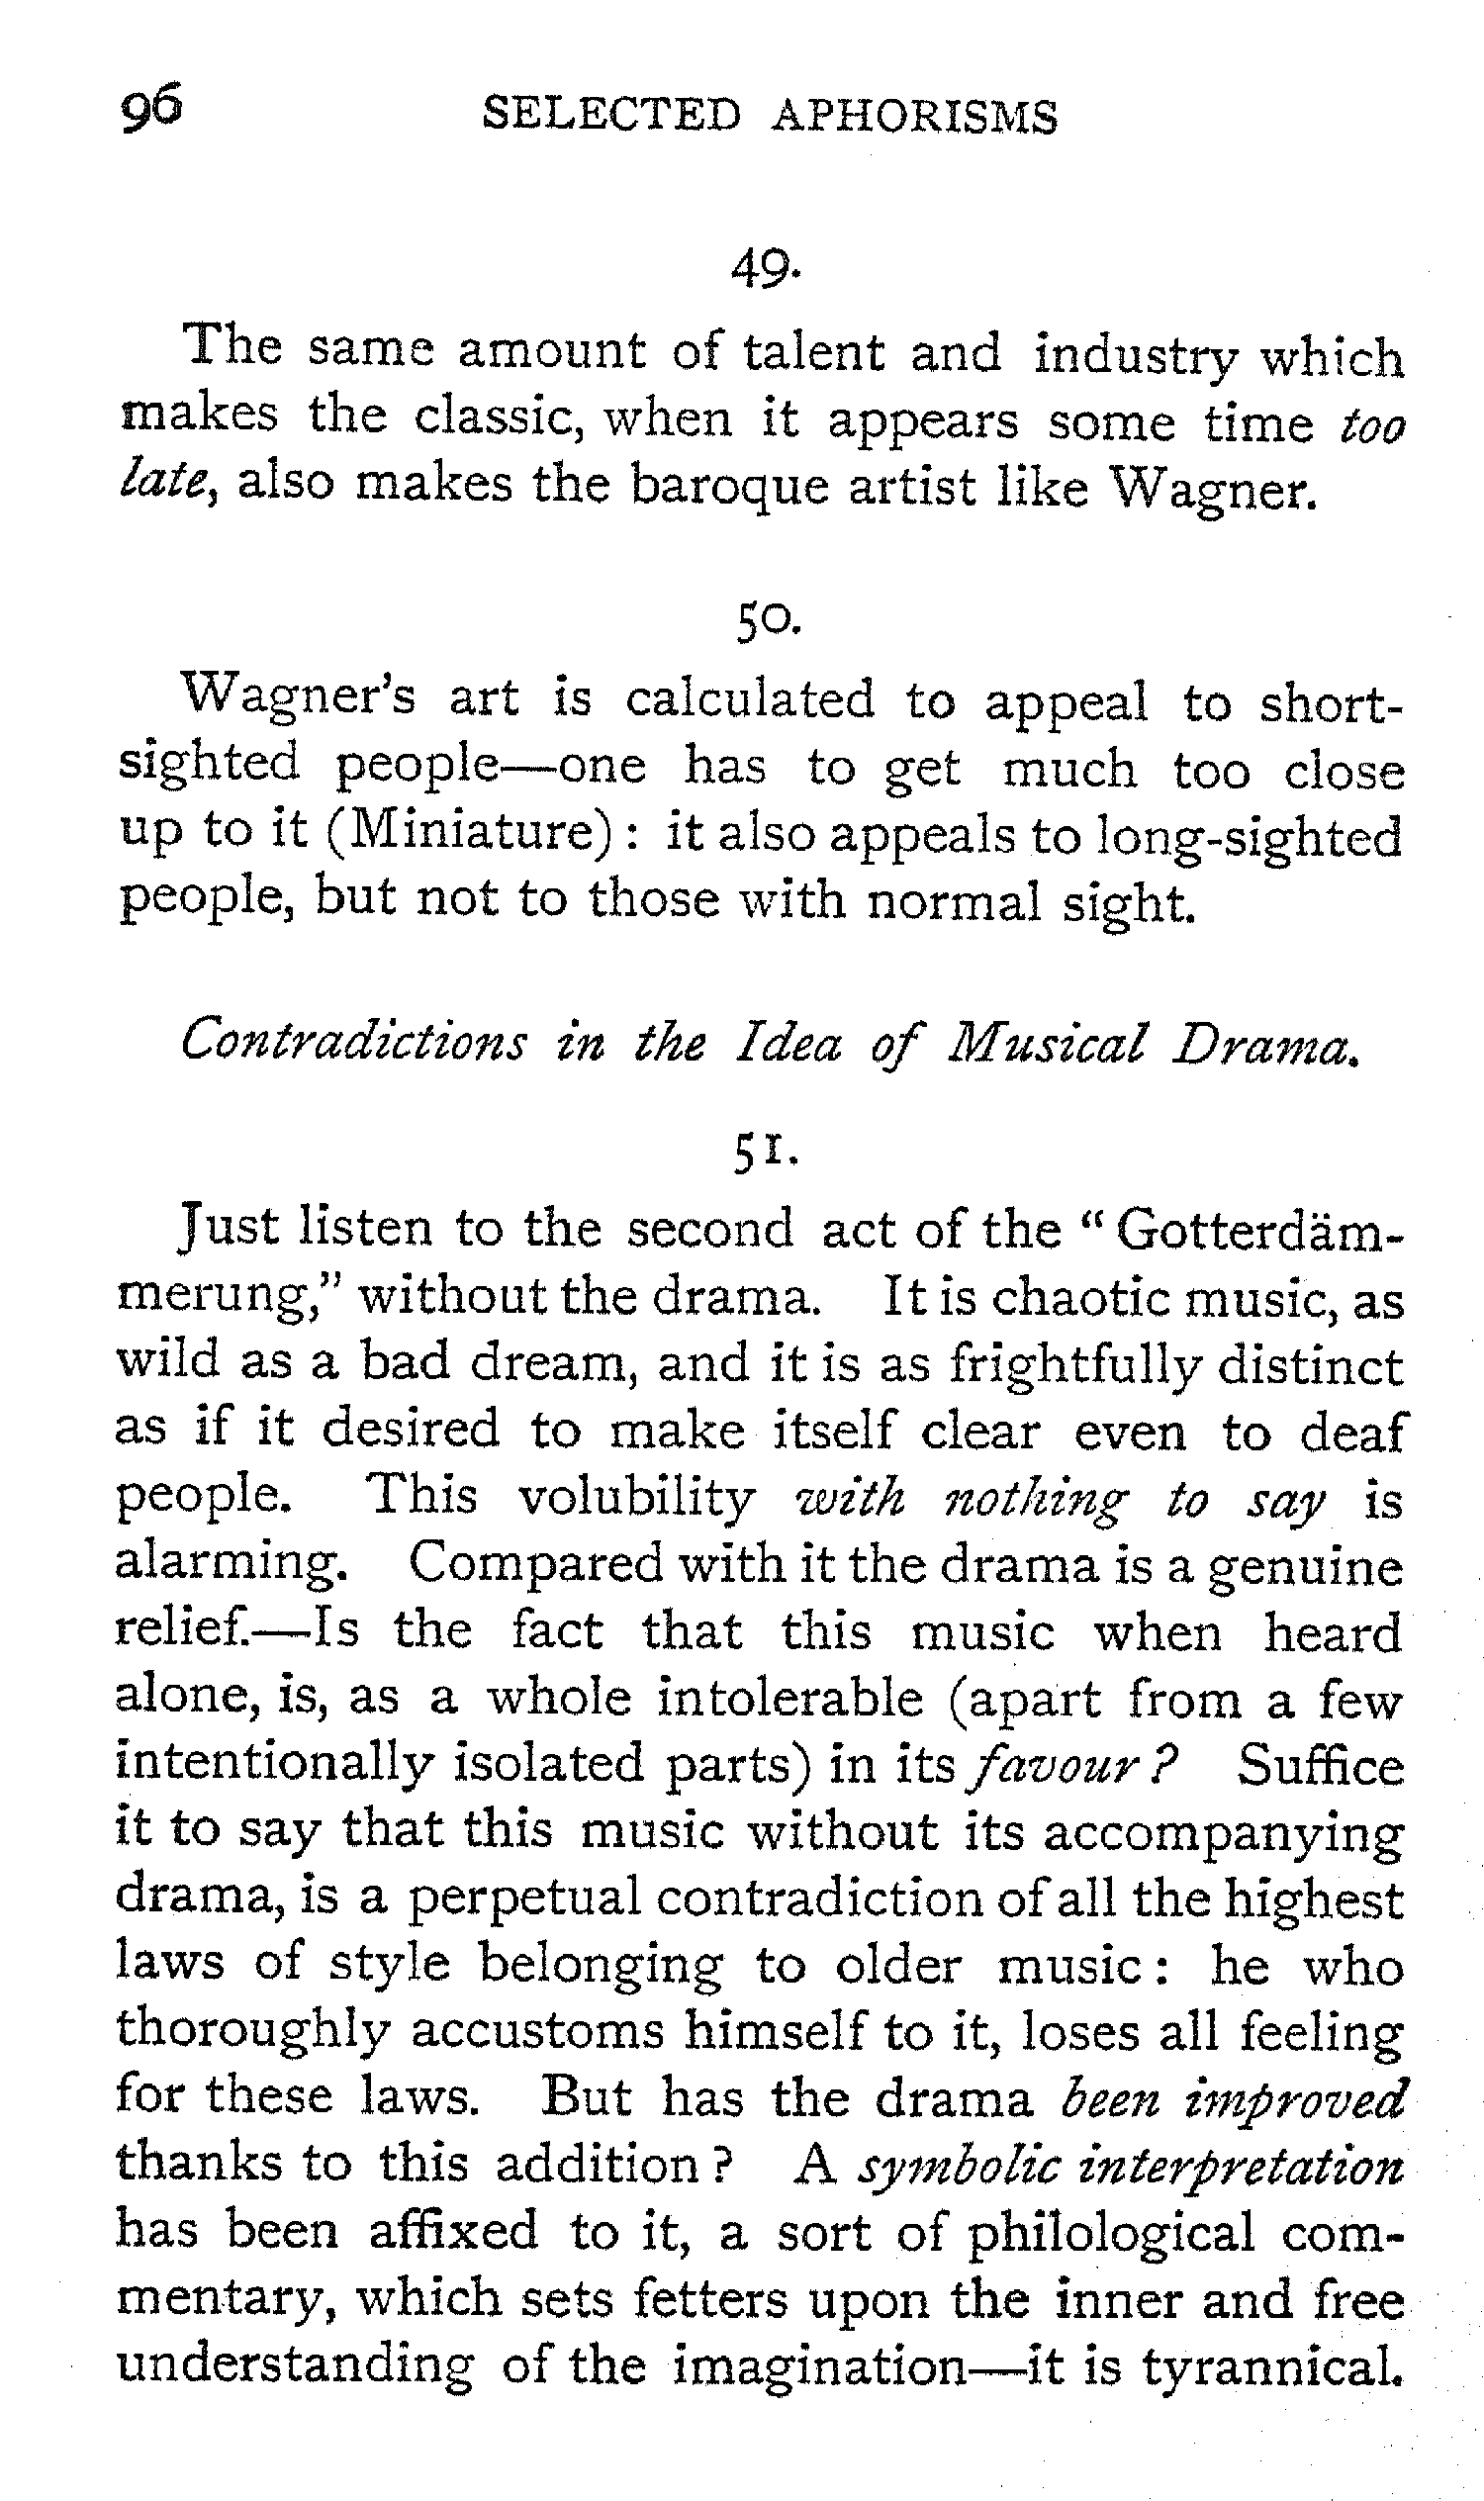 96 SELECTED APHORISMS
49.
The same amount of talent and industry which
makes the classic, when it appears some time too
late, also makes the baroque artist like Wagner.
50.
Wagner's art is calculated to appeal to short-
sighted people—one has to get much too close
up to it (Miniature): it also appeals to long-sighted
people, but not to those with normal sight.
Contradictions in the Idea of Musical Drama.
51.
Just listen to the second act of the "Gotterdäm-
merung," without the drama. It is chaotic music, as
wild as a bad dream, and it is as frightfully distinct
as if it desired to make itself clear even to deaf
people. This volubility with nothing to say is
alarming. Compared with it the drama is a genuine
relief.—Is the fact that this music when heard
alone, is, as a whole intolerable (apart from a few
intentionally isolated parts) in its favour? Suffice
it to say that this music without its accompanying
drama, is a perpetual contradiction of all the highest
laws of style belonging to older music: he who
thoroughly accustoms himself to it, loses all feeling
for these laws. But has the drama been improved
thanks to this addition? A symbolic interpretation
has been affixed to it, a sort of philological com-
mentary, which sets fetters upon the inner and free
understanding of the imagination—it is tyrannical.